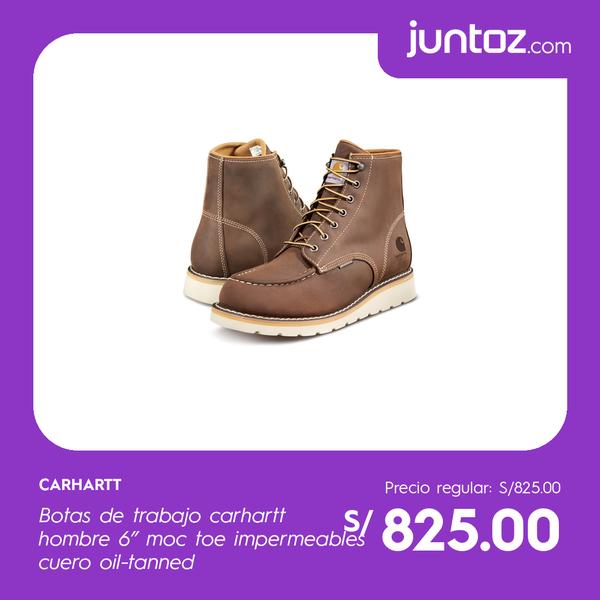 juntoz.com
CARHARTT
Botas de trabajo carhartt
hombre 6” moc toe impermeables
cuero oil-tanned
Precio regular: S/825.00
S/ 825.00